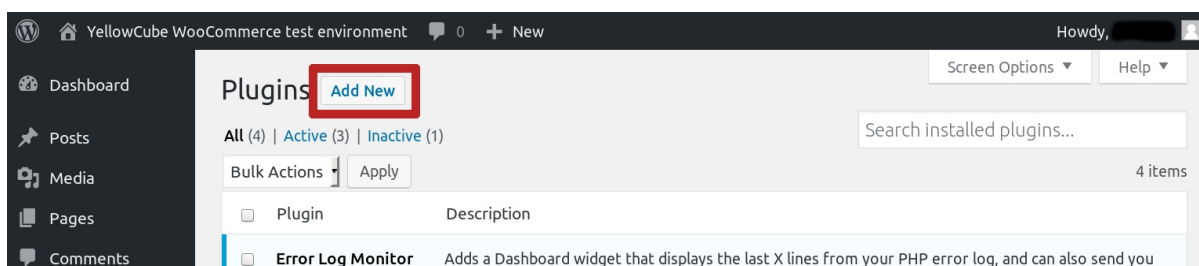 YellowCube WooCommerce test environment 0 + New Howdy,
Screen Options ▼ Help ▼
Dashboard
Posts
Media
Pages
Comments
Plugins Add New
All (4) | Active (3) | Inactive (1)
Search installed plugins...
Bulk Actions Apply
4 items
Plugin Description
Error Log Monitor Adds a Dashboard widget that displays the last X lines from your PHP error log, and can also send you